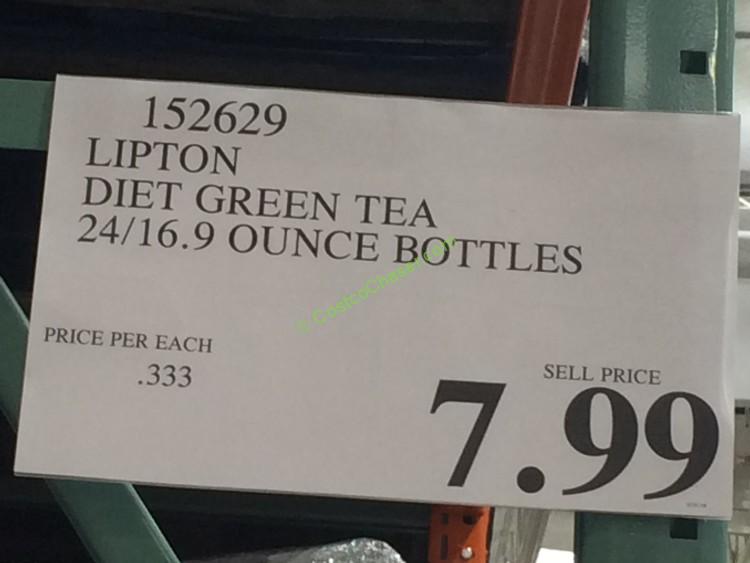 152629
LIPTON
DIET GREEN TEA
24/16.9 OUNCE BOTTLES
© CostcoChaser.com
PRICE PER EACH
.333
SELL PRICE
7.99